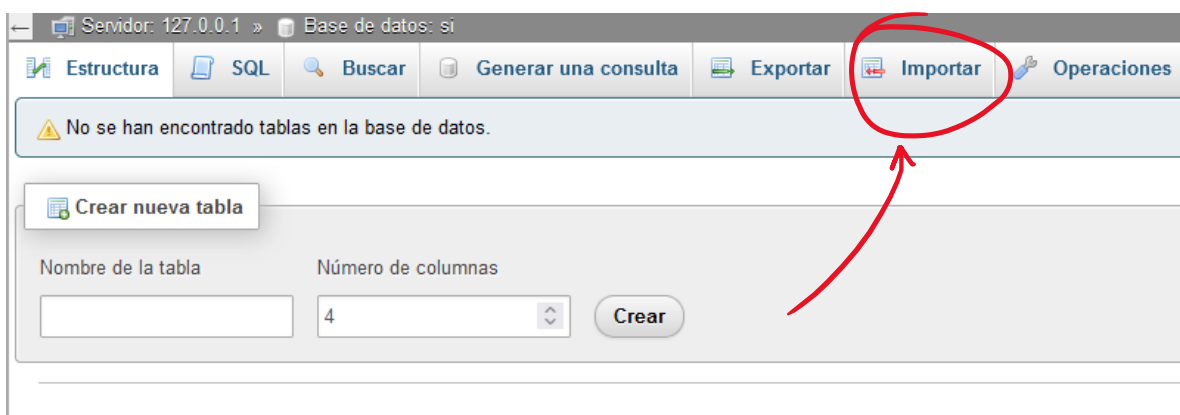 ← Servidor: 127.0.0.1 » Base de datos: si
Estructura SQL Buscar Generar una consulta Exportar Importar Operaciones
No se han encontrado tablas en la base de datos.
Crear nueva tabla
Nombre de la tabla Número de columnas
4 Crear